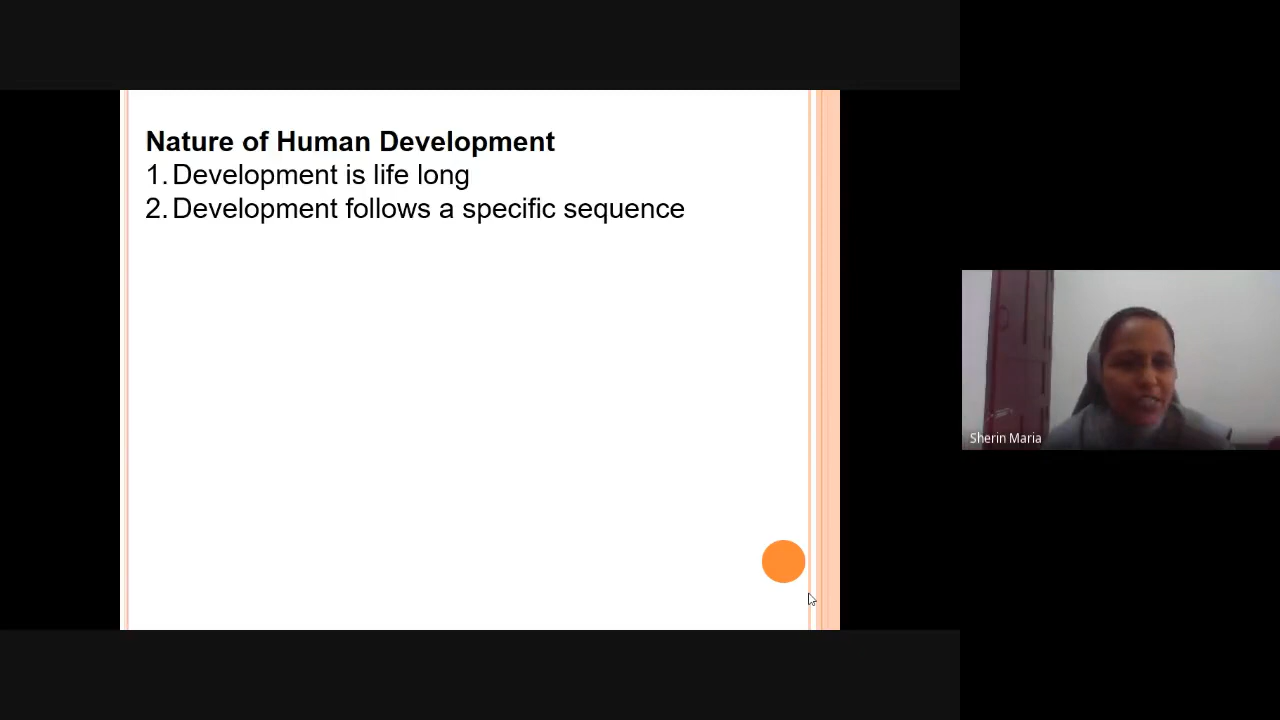 Nature of Human Development
1. Development is life long
2. Development follows a specific sequence
Sherin Maria